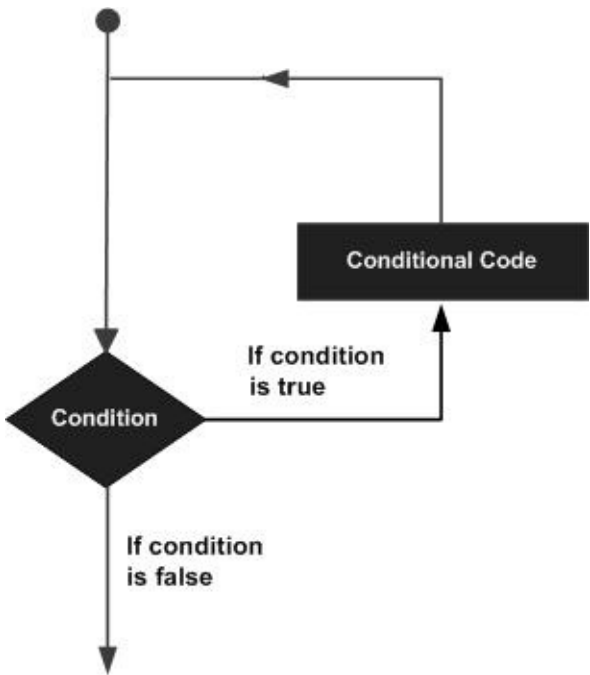 Conditional Code
If condition
is true
Condition
If condition
is false